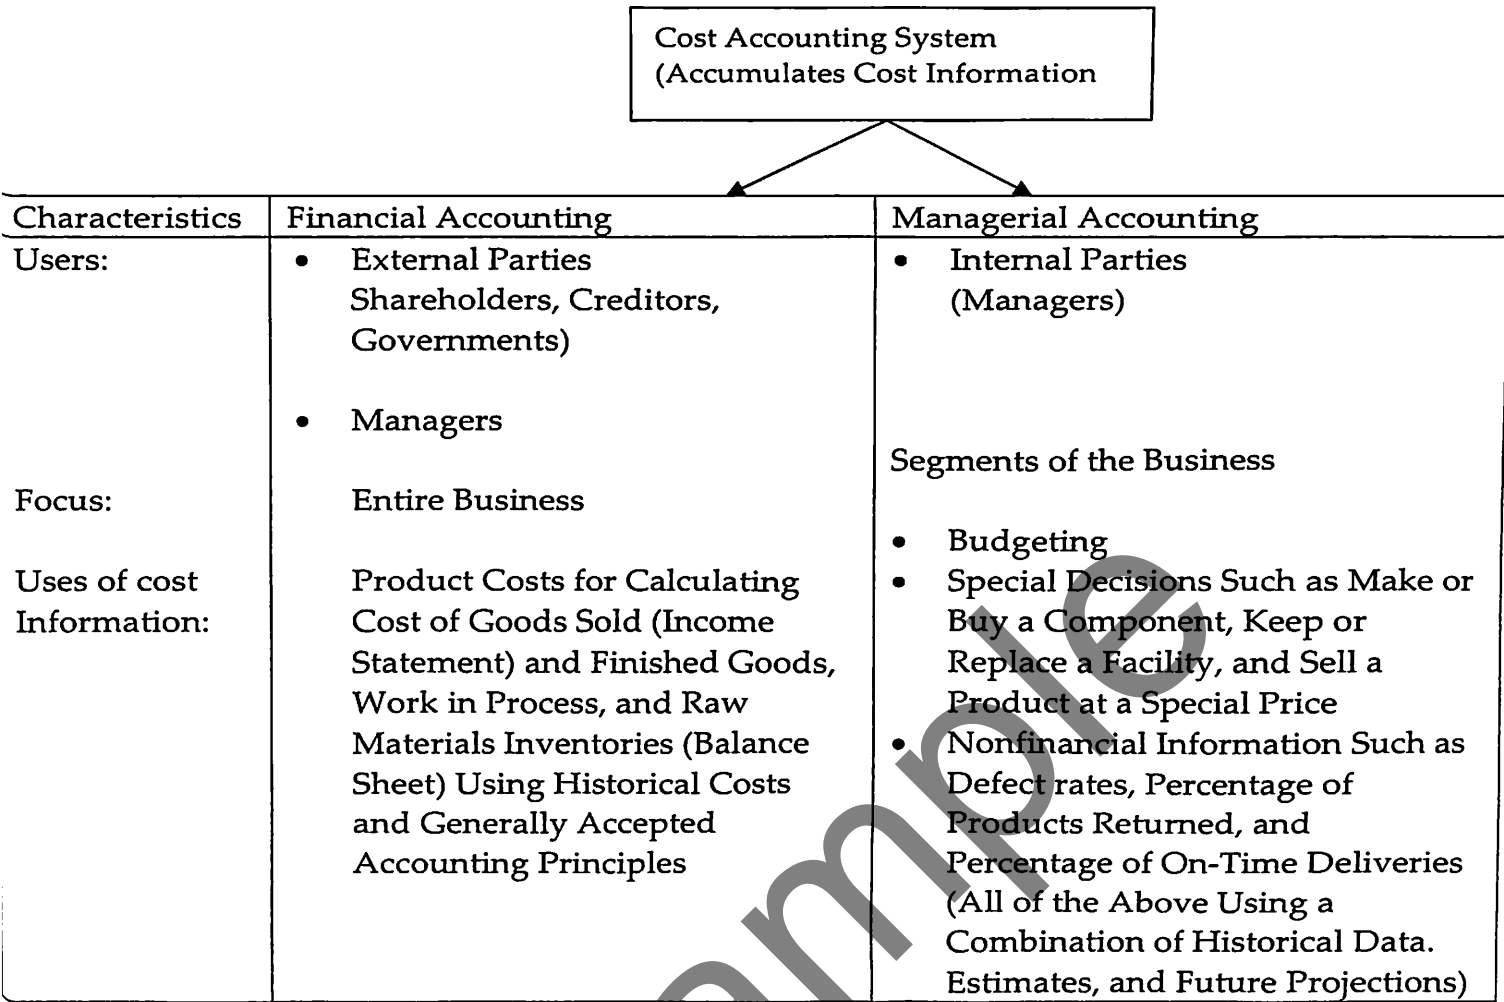 Cost Accounting System
(Accumulates Cost Information
Characteristics
Financial Accounting
Managerial Accounting
Users:
• External Parties
Shareholders, Creditors,
Governments)
• Managers
• Internal Parties
(Managers)
Focus:
Entire Business
Segments of the Business
Uses of cost
Information:
Product Costs for Calculating
Cost of Goods Sold (Income
Statement) and Finished Goods,
Work in Process, and Raw
Materials Inventories (Balance
Sheet) Using Historical Costs
and Generally Accepted
Accounting Principles
• Budgeting
• Special Decisions Such as Make or
Buy a Component, Keep or
Replace a Facility, and Sell a
Product at a Special Price
• Nonfinancial Information Such as
Defect rates, Percentage of
Products Returned, and
Percentage of On-Time Deliveries
(All of the Above Using a
Combination of Historical Data.
Estimates, and Future Projections)
ample